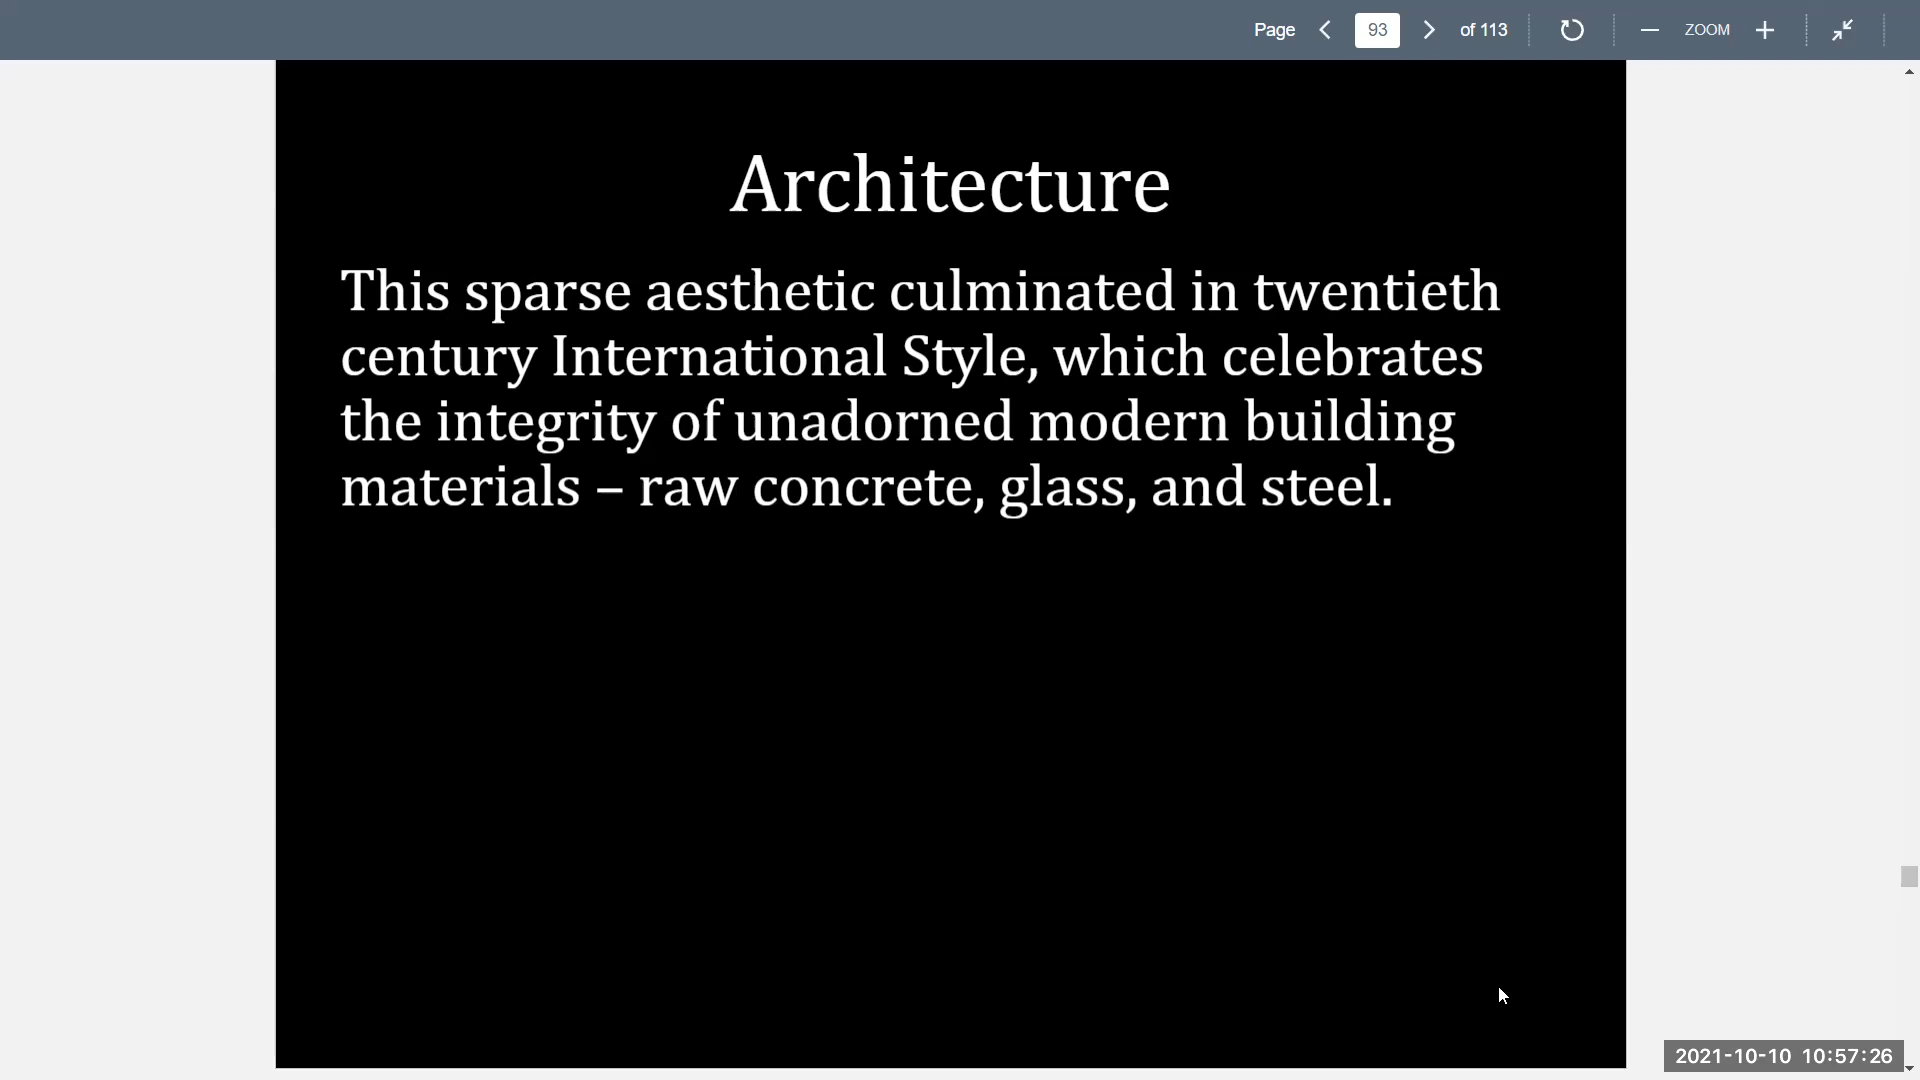 Page 93 of 113 ZOOM
Architecture
This sparse aesthetic culminated in twentieth
century International Style, which celebrates
the integrity of unadorned modern building
materials – raw concrete, glass, and steel.
2021-10-10 10:57:26